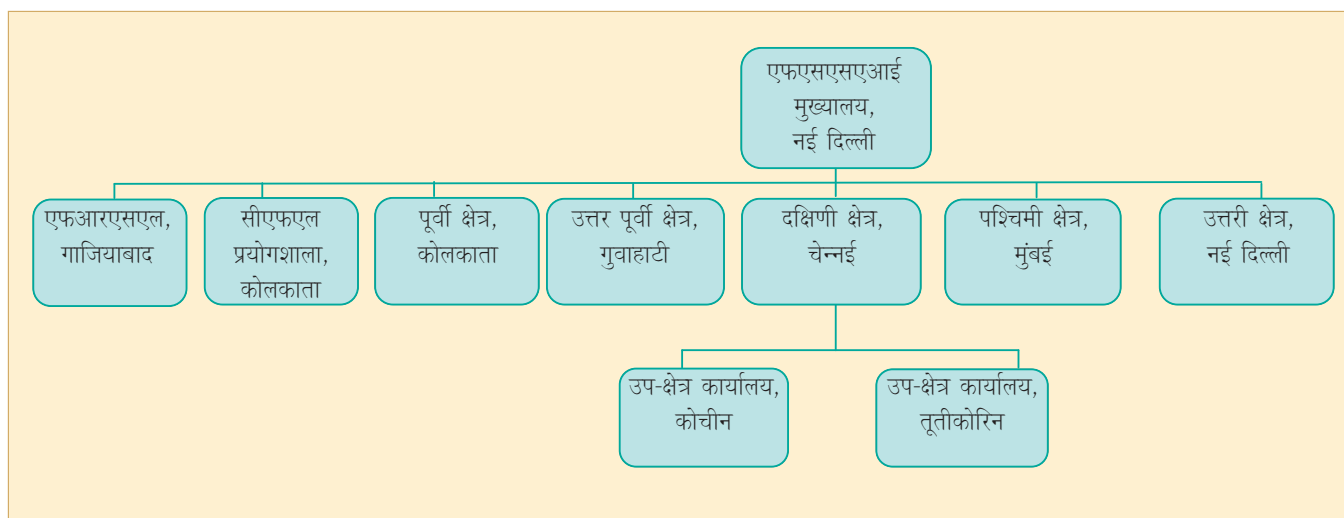 एफएसएसएआई
मुख्यालय,
नई दिल्ली
एफआरएसएल,
गाजियाबाद
सीएफएल
प्रयोगशाला,
कोलकाता
पूर्वी क्षेत्र,
कोलकाता
उत्तर पूर्वी क्षेत्र,
गुवाहाटी
दक्षिणी क्षेत्र,
चेन्नई
पश्चिमी क्षेत्र,
मुंबई
उत्तरी क्षेत्र,
नई दिल्ली
उप-क्षेत्र कार्यालय,
कोचीन
उप-क्षेत्र कार्यालय,
तूतीकोरिन